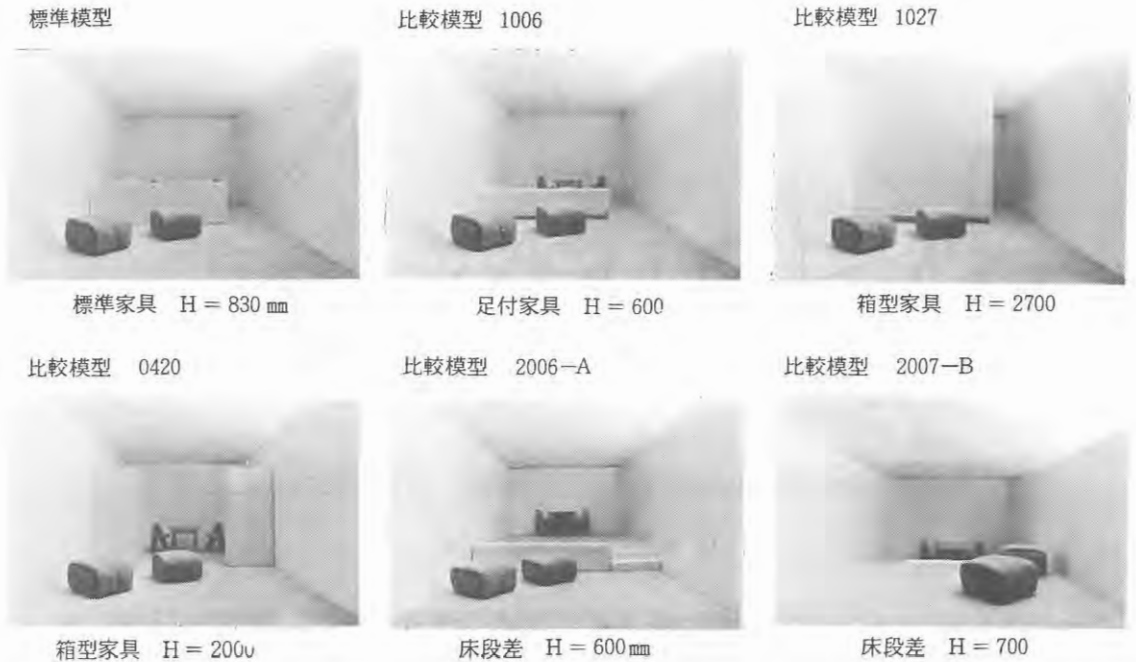 標準模型
比較模型 1006
比較模型 1027
標準家具 H = 830 mm
足付家具 H = 600
箱型家具 H = 2700
比較模型 0420
比較模型 2006−A
比較模型 2007−B
箱型家具 H = 2000
床段差 H = 600mm
床段差 H = 700